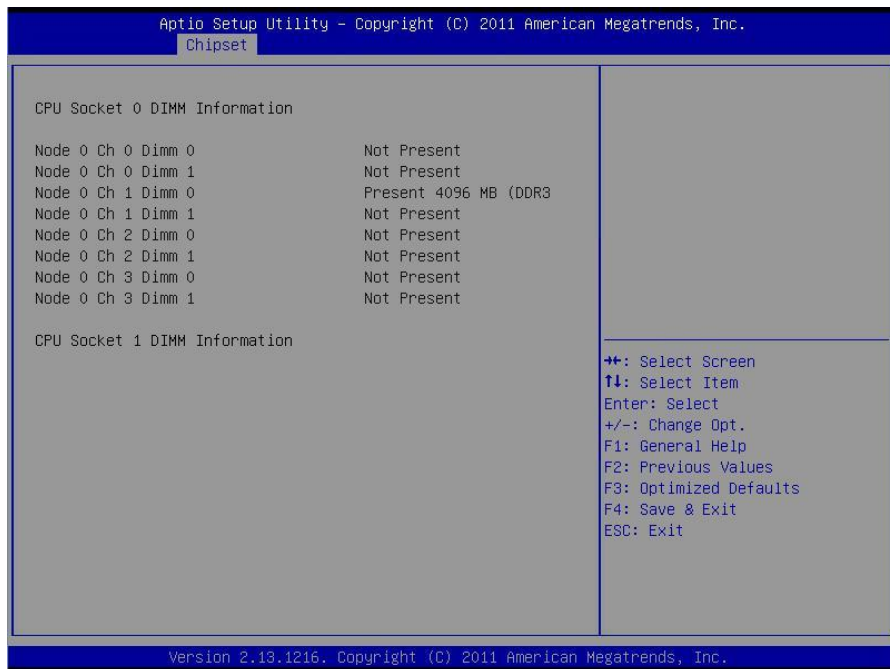 Aptio Setup Utility – Copyright (C) 2011 American Megatrends, Inc.
Chipset
CPU Socket 0 DIMM Information
Node 0 Ch 0 Dimm 0 Not Present
Node 0 Ch 0 Dimm 1 Not Present
Node 0 Ch 1 Dimm 0 Present 4096 MB (DDR3
Node 0 Ch 1 Dimm 1 Not Present
Node 0 Ch 2 Dimm 0 Not Present
Node 0 Ch 2 Dimm 1 Not Present
Node 0 Ch 3 Dimm 0 Not Present
Node 0 Ch 3 Dimm 1 Not Present
CPU Socket 1 DIMM Information
→←: Select Screen
↑↓: Select Item
Enter: Select
+/-: Change Opt.
F1: General Help
F2: Previous Values
F3: Optimized Defaults
F4: Save & Exit
ESC: Exit
Version 2.13.1216. Copyright (C) 2011 American Megatrends, Inc.